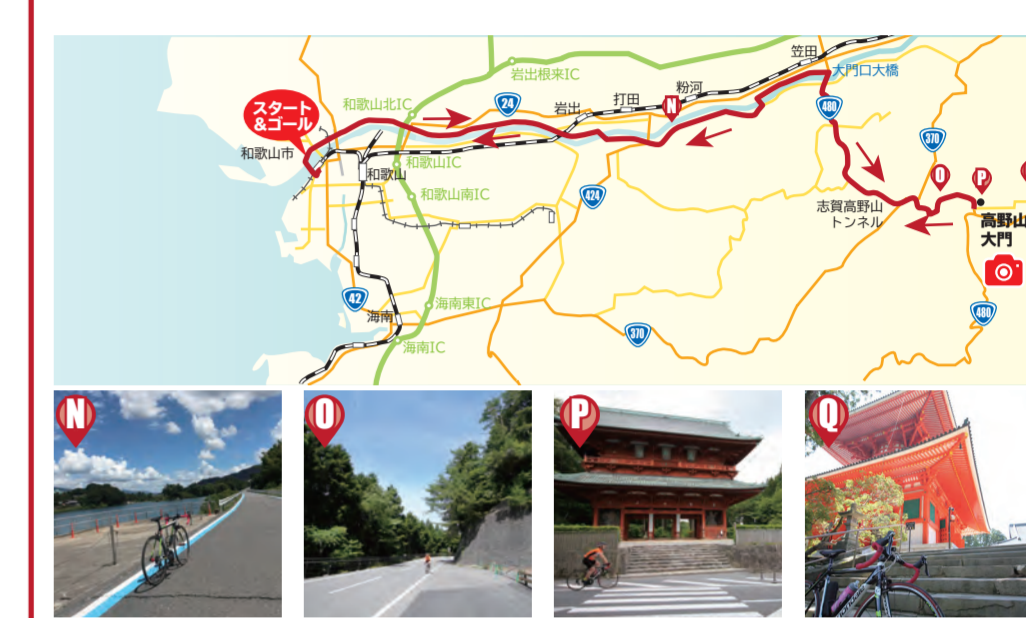 笠田
大門口大橋
岩出根来IC
粉河
打田
岩出
24
N
480
和歌山北IC
スタート
&ゴール
和歌山市
370
和歌山IC
和歌山
O
P
424
和歌山南IC
志賀高野山
トンネル
高野山
大門
42
海南東IC
海南
370
480
海南IC
N
O
P
Q